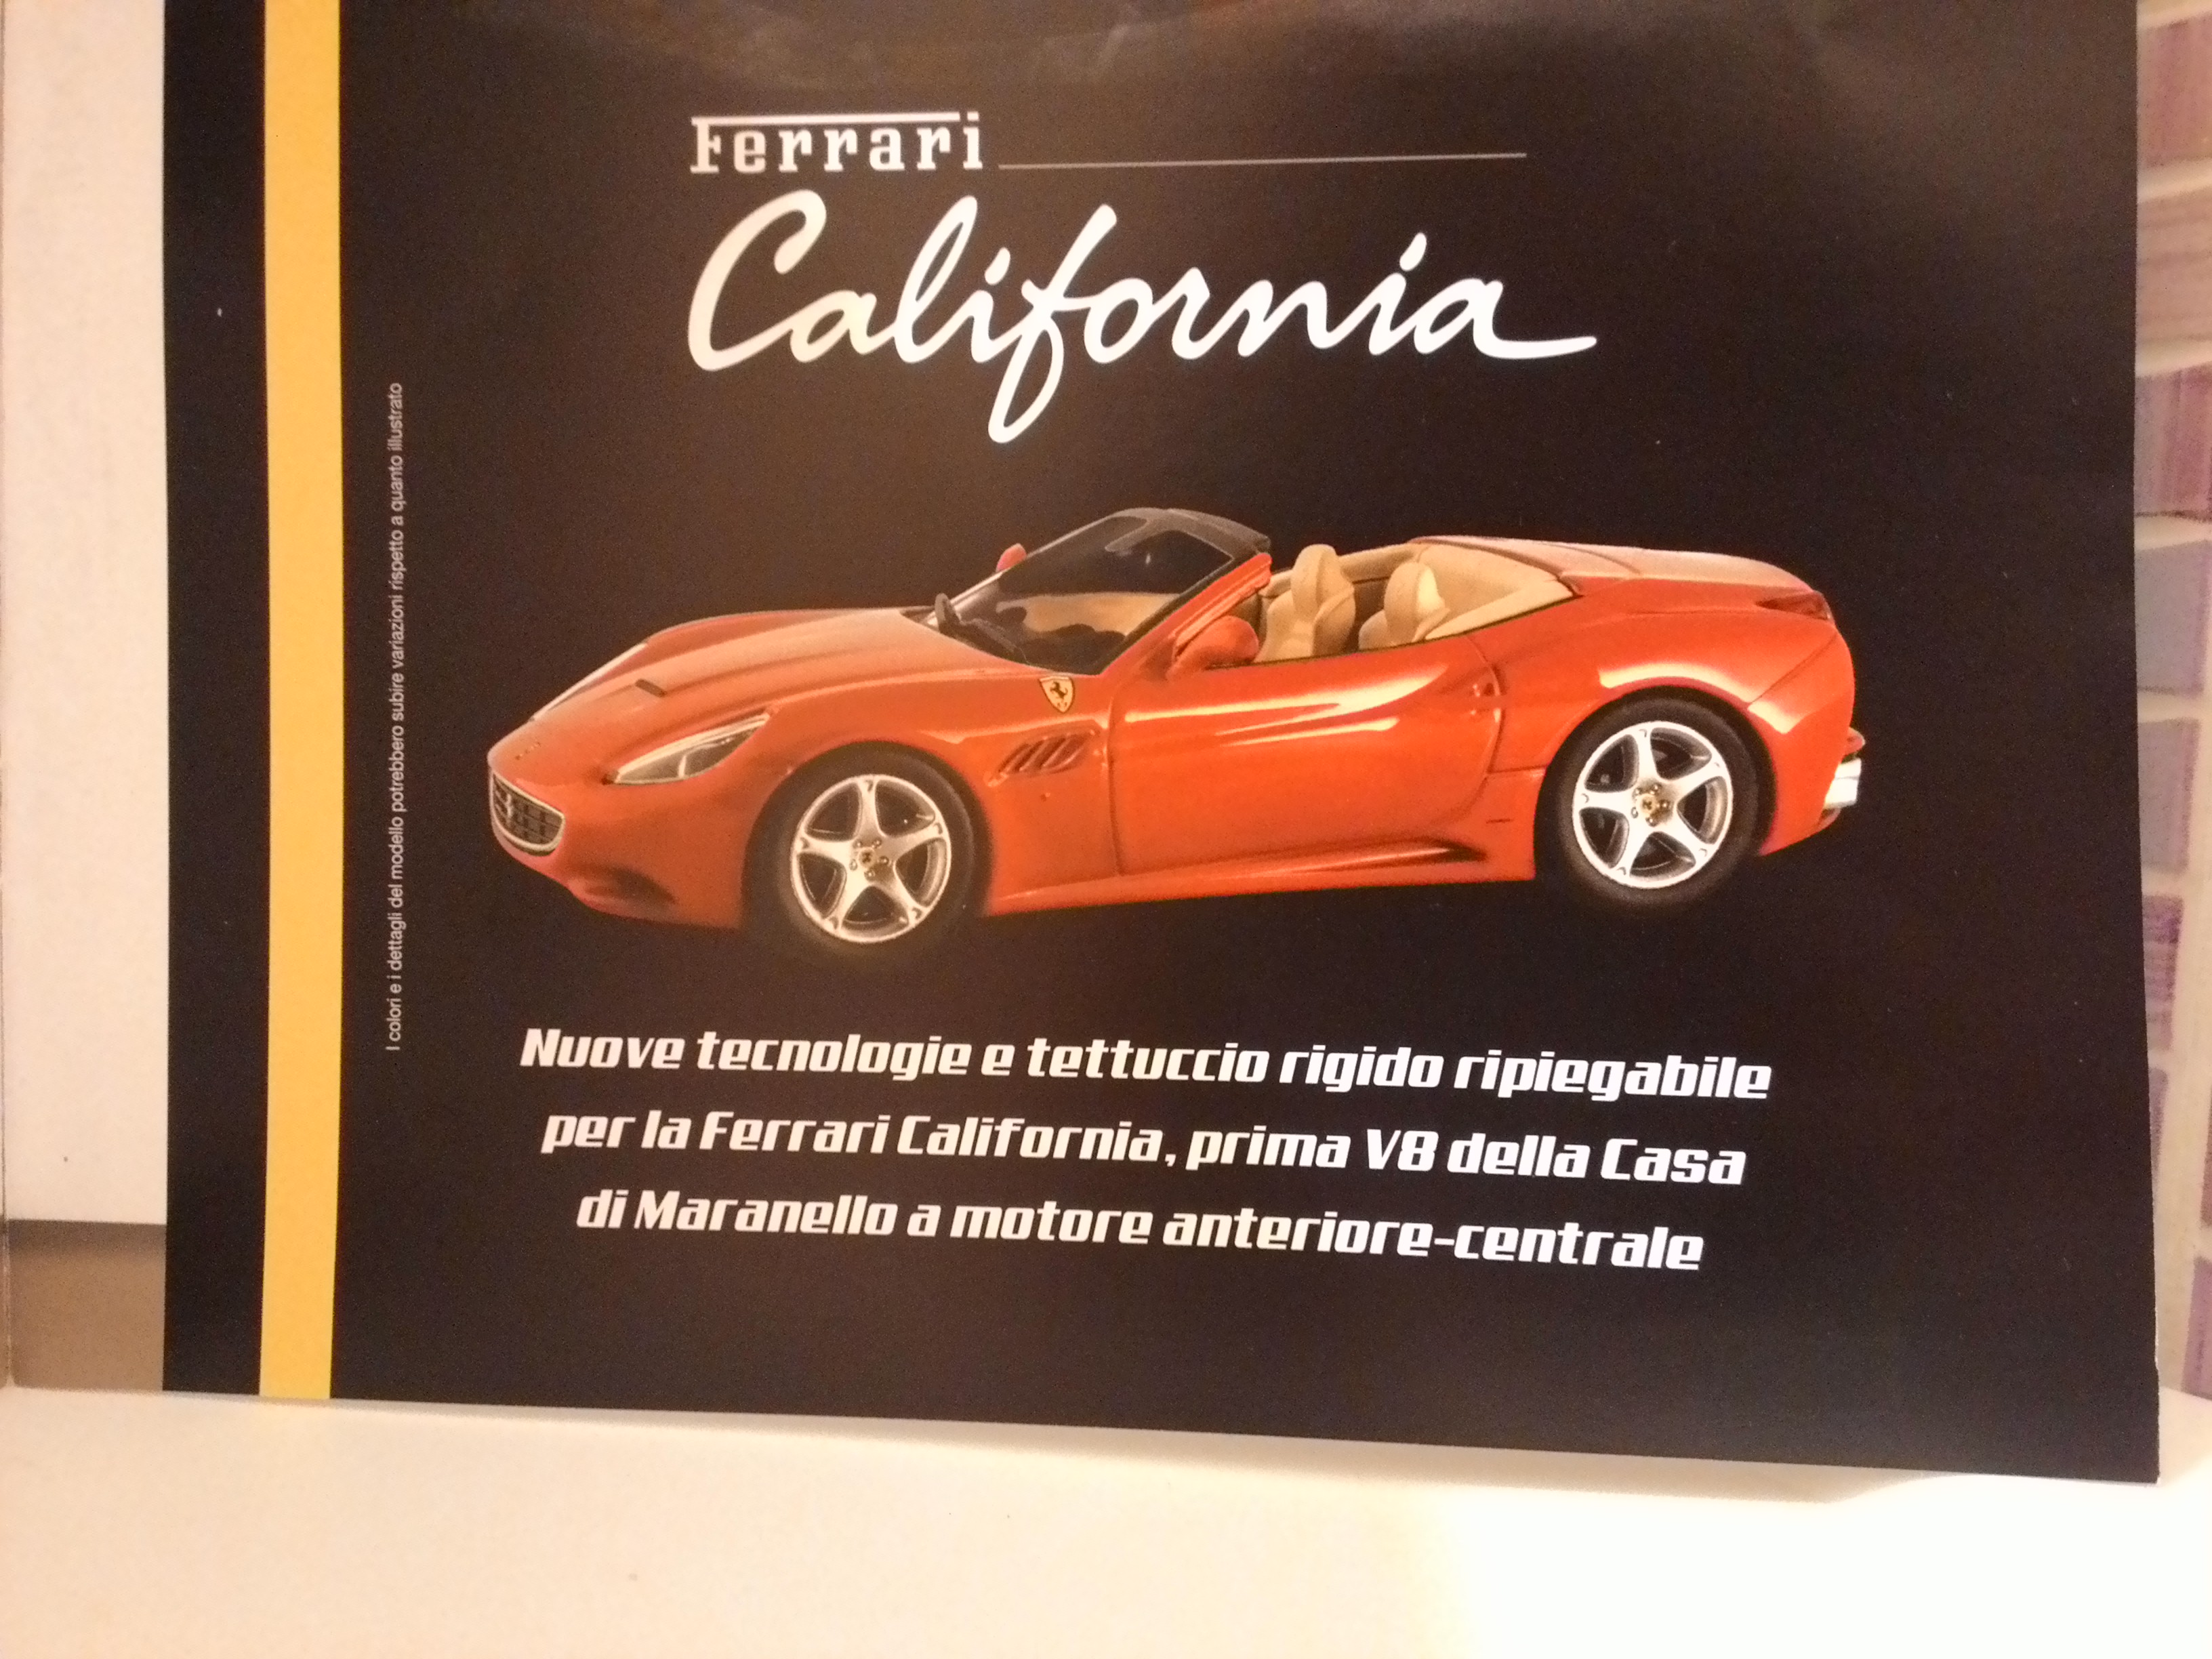 Ferrari
California
I colori e i dettagli del modello potrebbero subire variazioni rispetto a quanto illustrato
Nuove tecnologie e tettuccio rigido ripiegabile
per la Ferrari California, prima V8 della Casa
di Maranello a motore anteriore-centrale